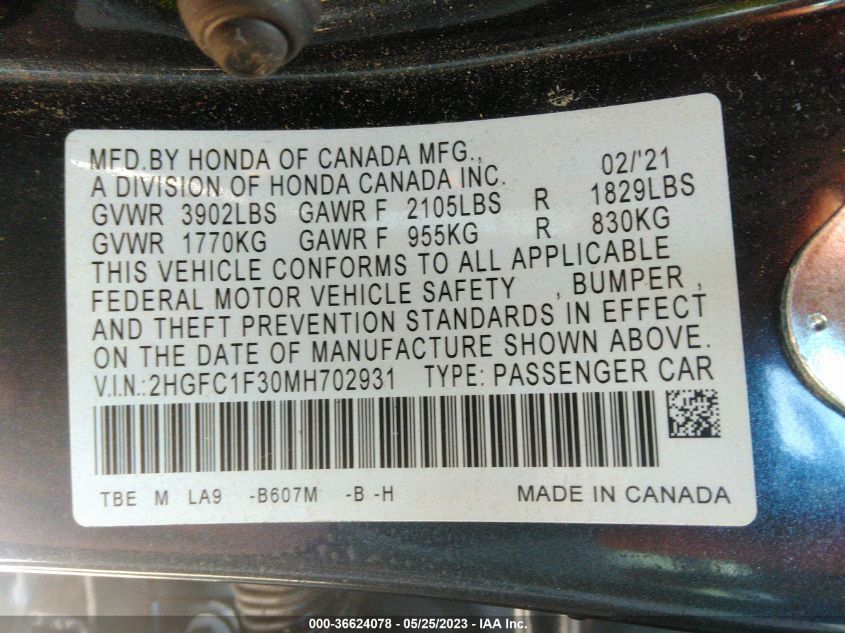 MFD.BY HONDA OF CANADA MFG., 02/'21
A DIVISION OF HONDA CANADA INC.
GVWR 3902LBS GAWR F 2105LBS R 1829LBS
GVWR 1770KG GAWR F 955KG R 830KG
THIS VEHICLE CONFORMS TO ALL APPLICABLE
FEDERAL MOTOR VEHICLE SAFETY , BUMPER ,
AND THEFT PREVENTION STANDARDS IN EFFECT
ON THE DATE OF MANUFACTURE SHOWN ABOVE.
V.I.N.: 2HGFC1F30MH702931 TYPE: PASSENGER CAR
TBE M LA9 -B607M -B -H MADE IN CANADA
000-36624078 — 05/25/2023 — IAA Inc.